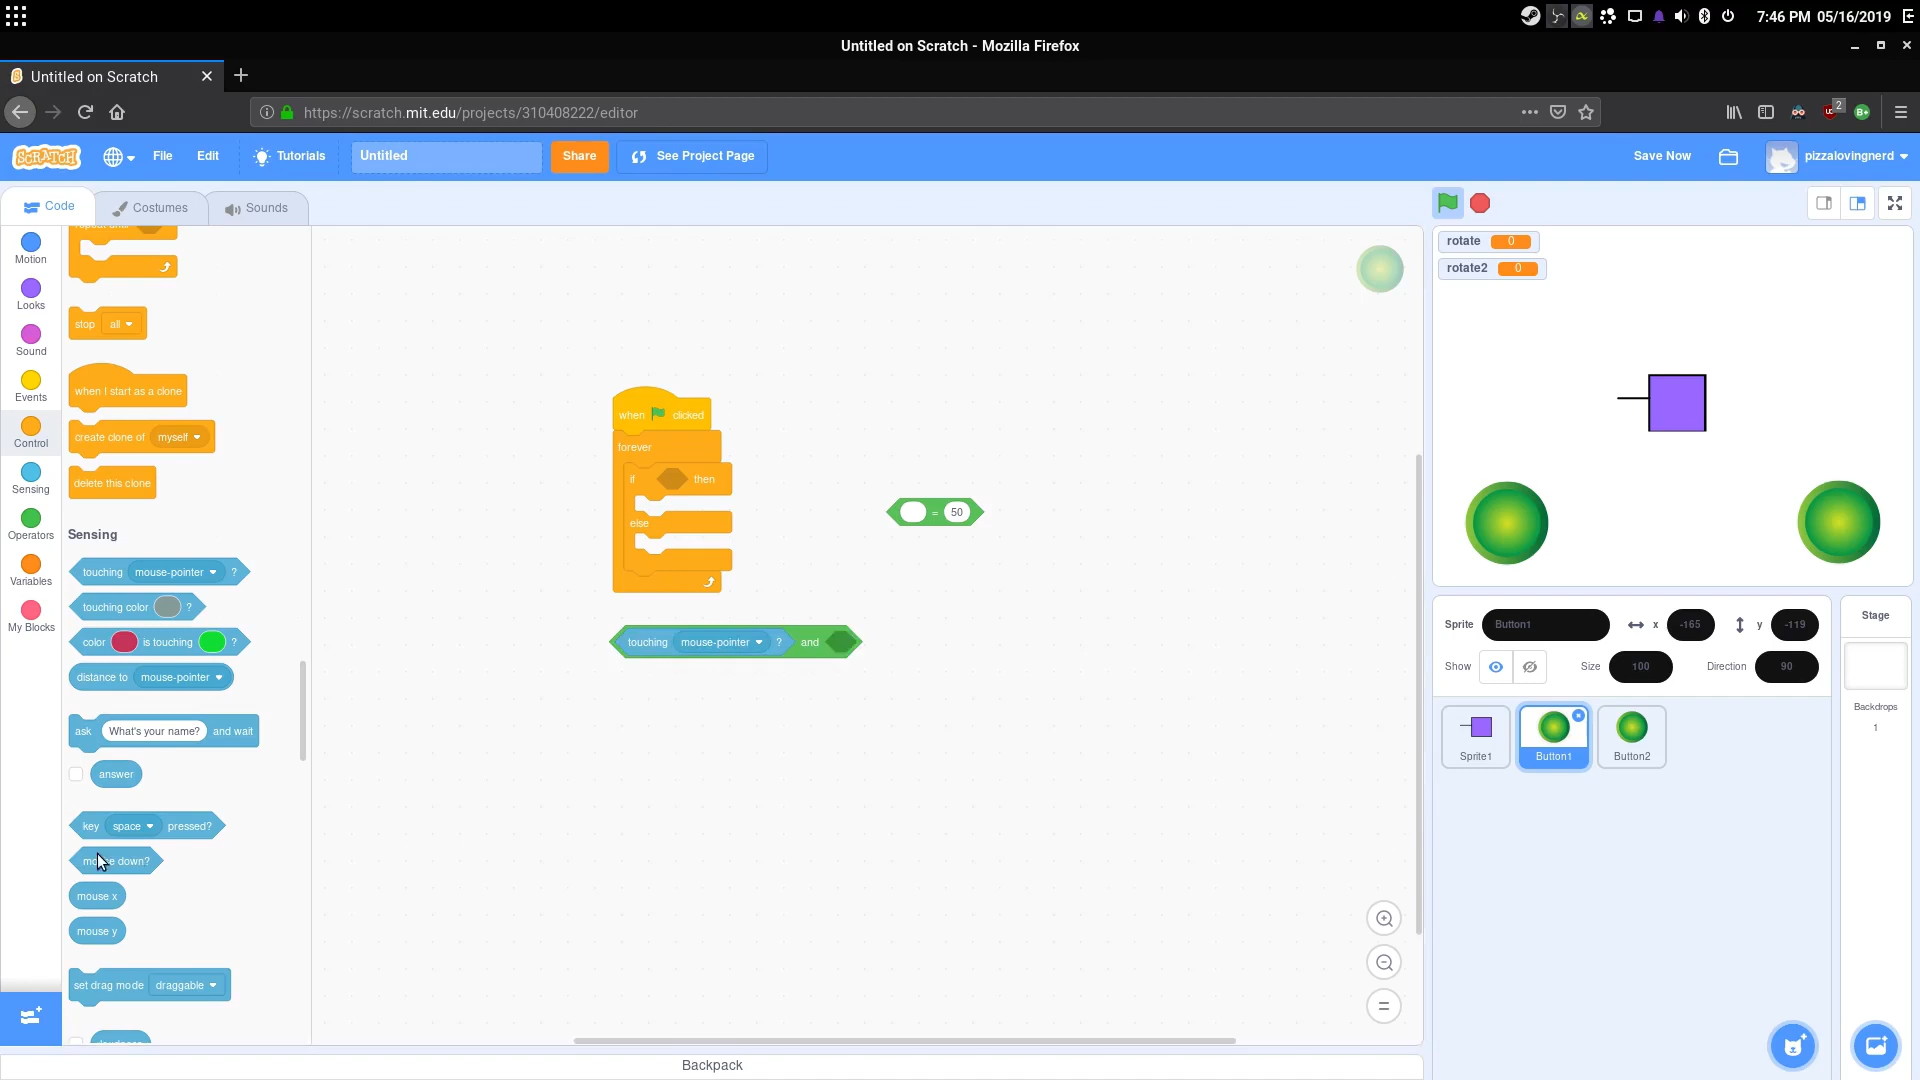 7:46 PM 05/16/2019
Untitled on Scratch - Mozilla Firefox
Untitled on Scratch
https://scratch.mit.edu/projects/310408222/editor
2
B+
SCRATCH
File
Edit
Tutorials
Untitled
Share
See Project Page
Save Now
pizzalovingnerd
Code
Costumes
Sounds
Motion
Looks
Sound
Events
Control
Sensing
Operators
Variables
My Blocks
repeat until
stop all
when I start as a clone
create clone of myself
delete this clone
Sensing
touching mouse-pointer ?
touching color ?
color is touching ?
distance to mouse-pointer
ask What's your name? and wait
answer
key space pressed?
mouse down?
mouse x
mouse y
set drag mode draggable
when clicked
forever
if then
else
= 50
touching mouse-pointer ? and
rotate 0
rotate2 0
Sprite Button1 x -165 y -119
Show Size 100 Direction 90
Sprite1
Button1
Button2
Stage
Backdrops
1
Backpack